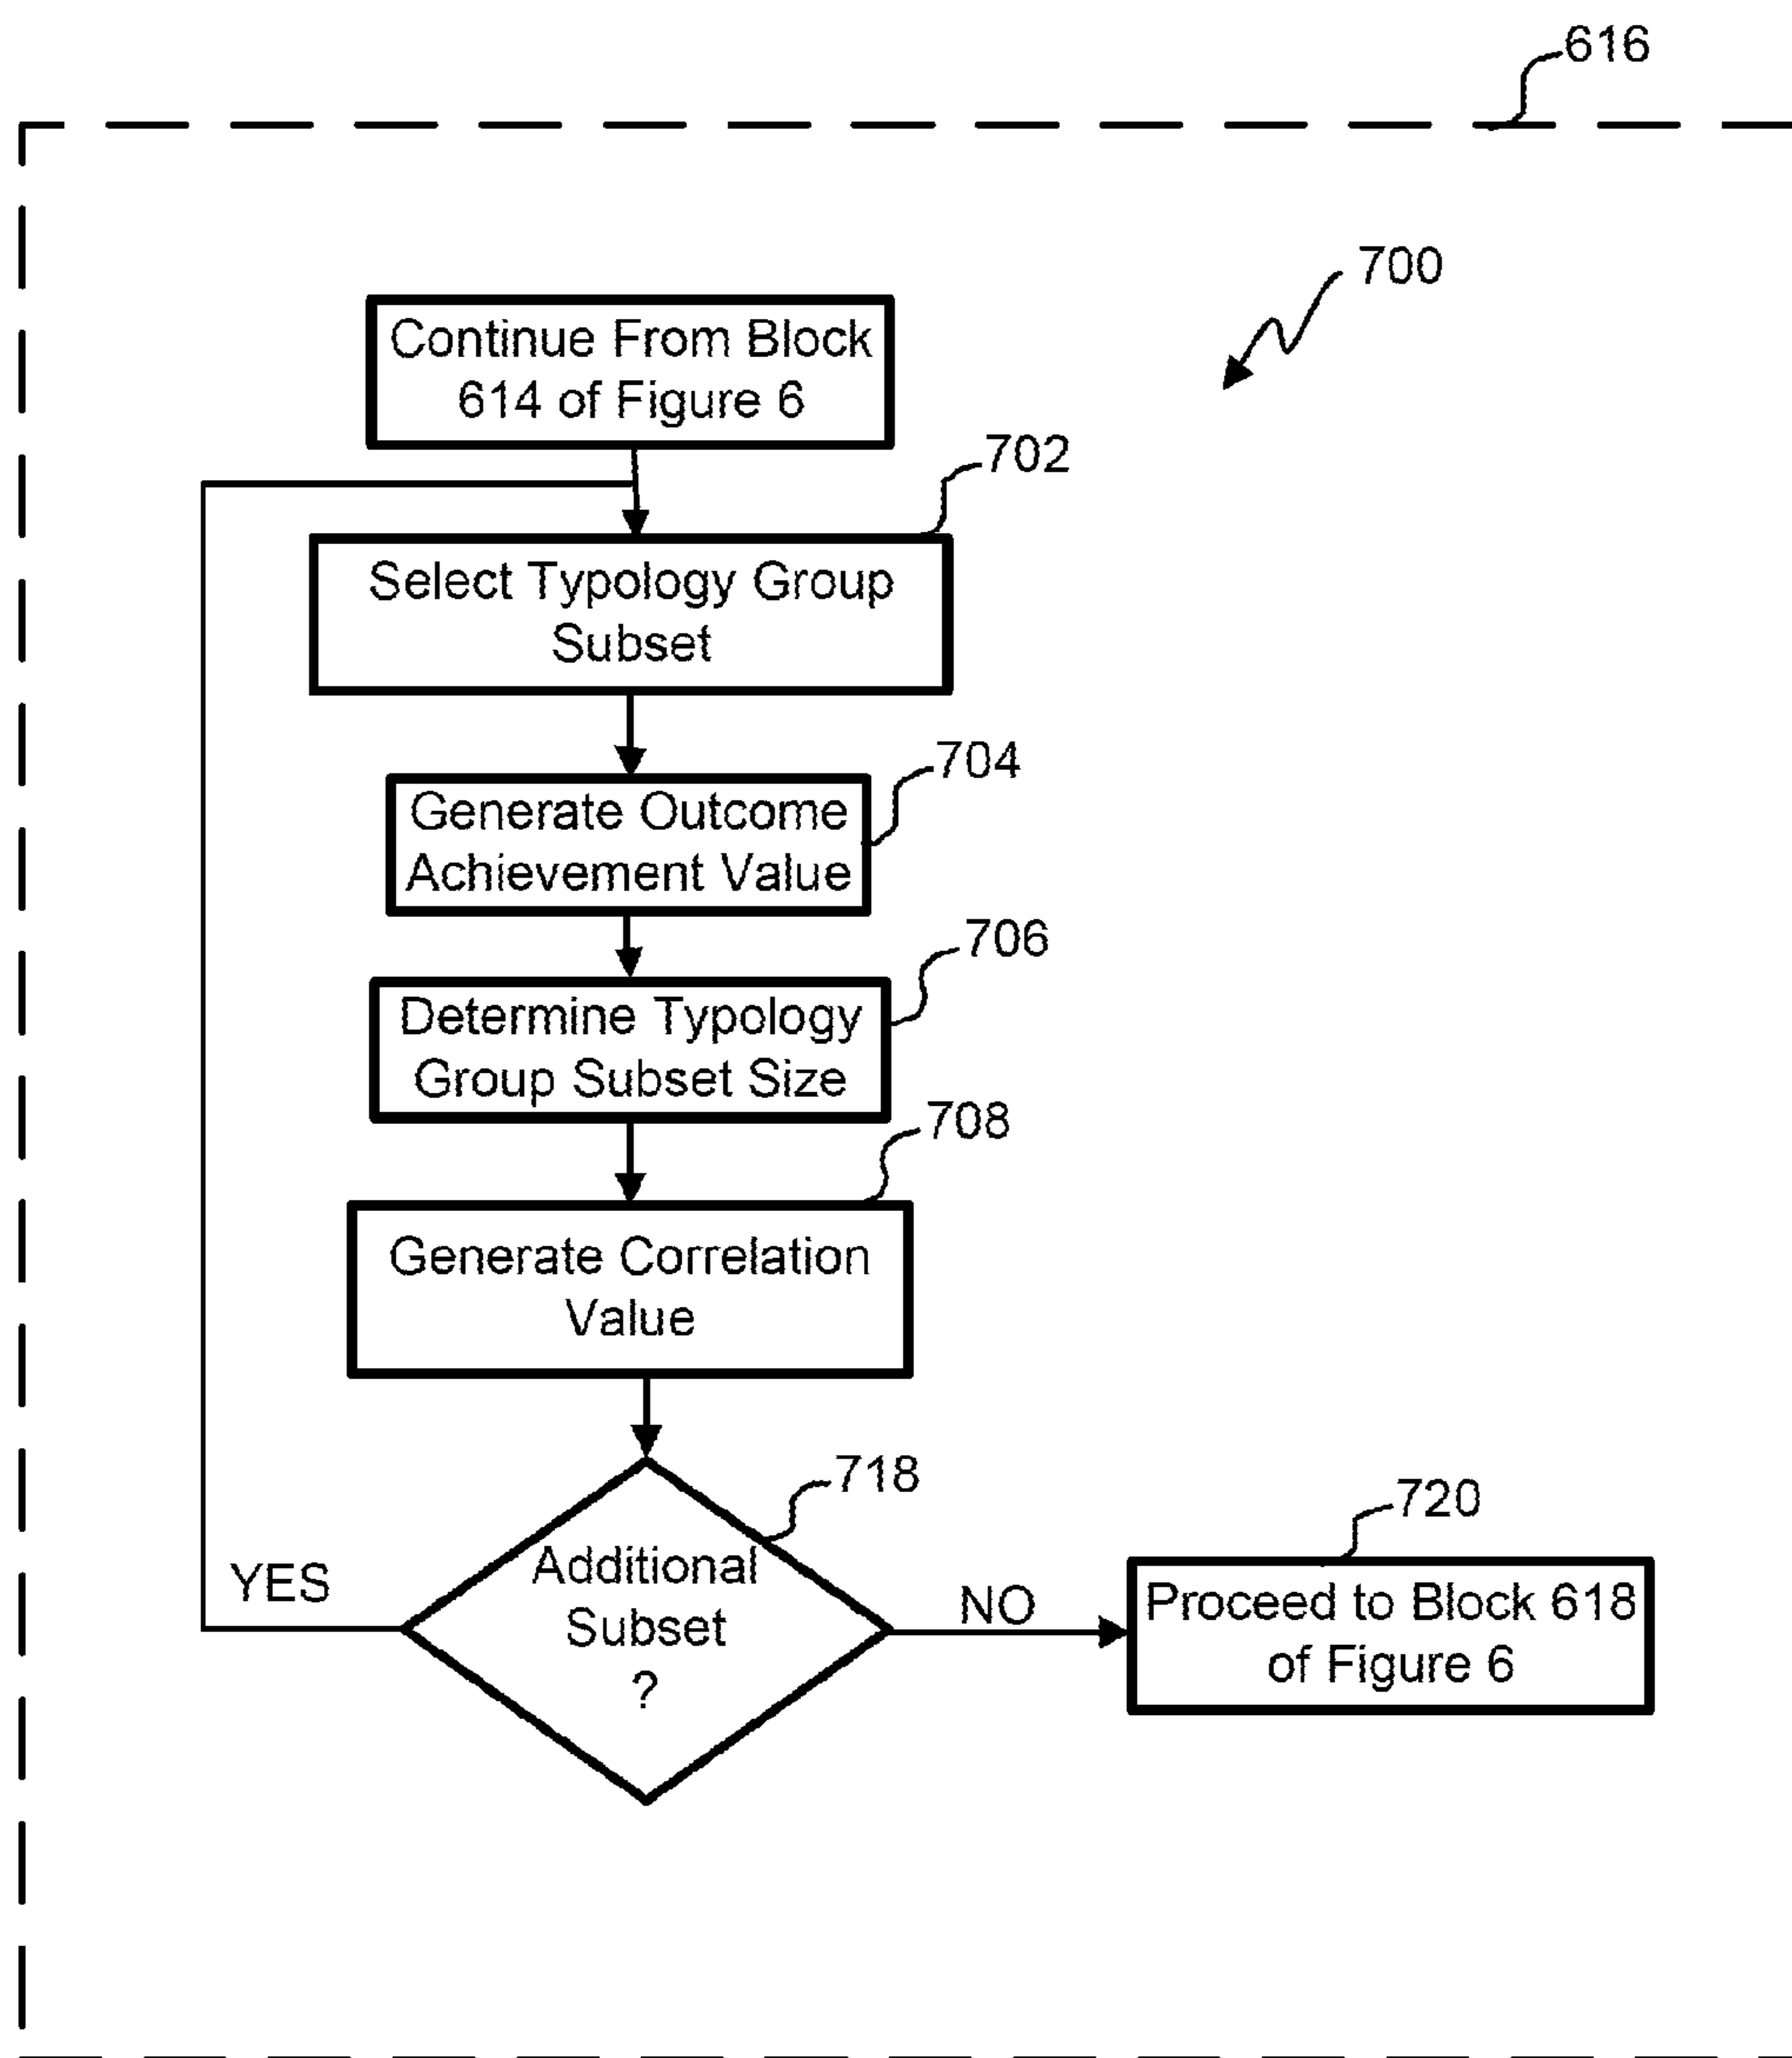 616
700
Continue From Block
614 of Figure 6
702
Select Typology Group
Subset
704
Generate Outcome
Achievement Value
706
Determine Typology
Group Subset Size
708
Generate Correlation
Value
718
Additional
Subset
?
YES
NO
720
Proceed to Block 618
of Figure 6